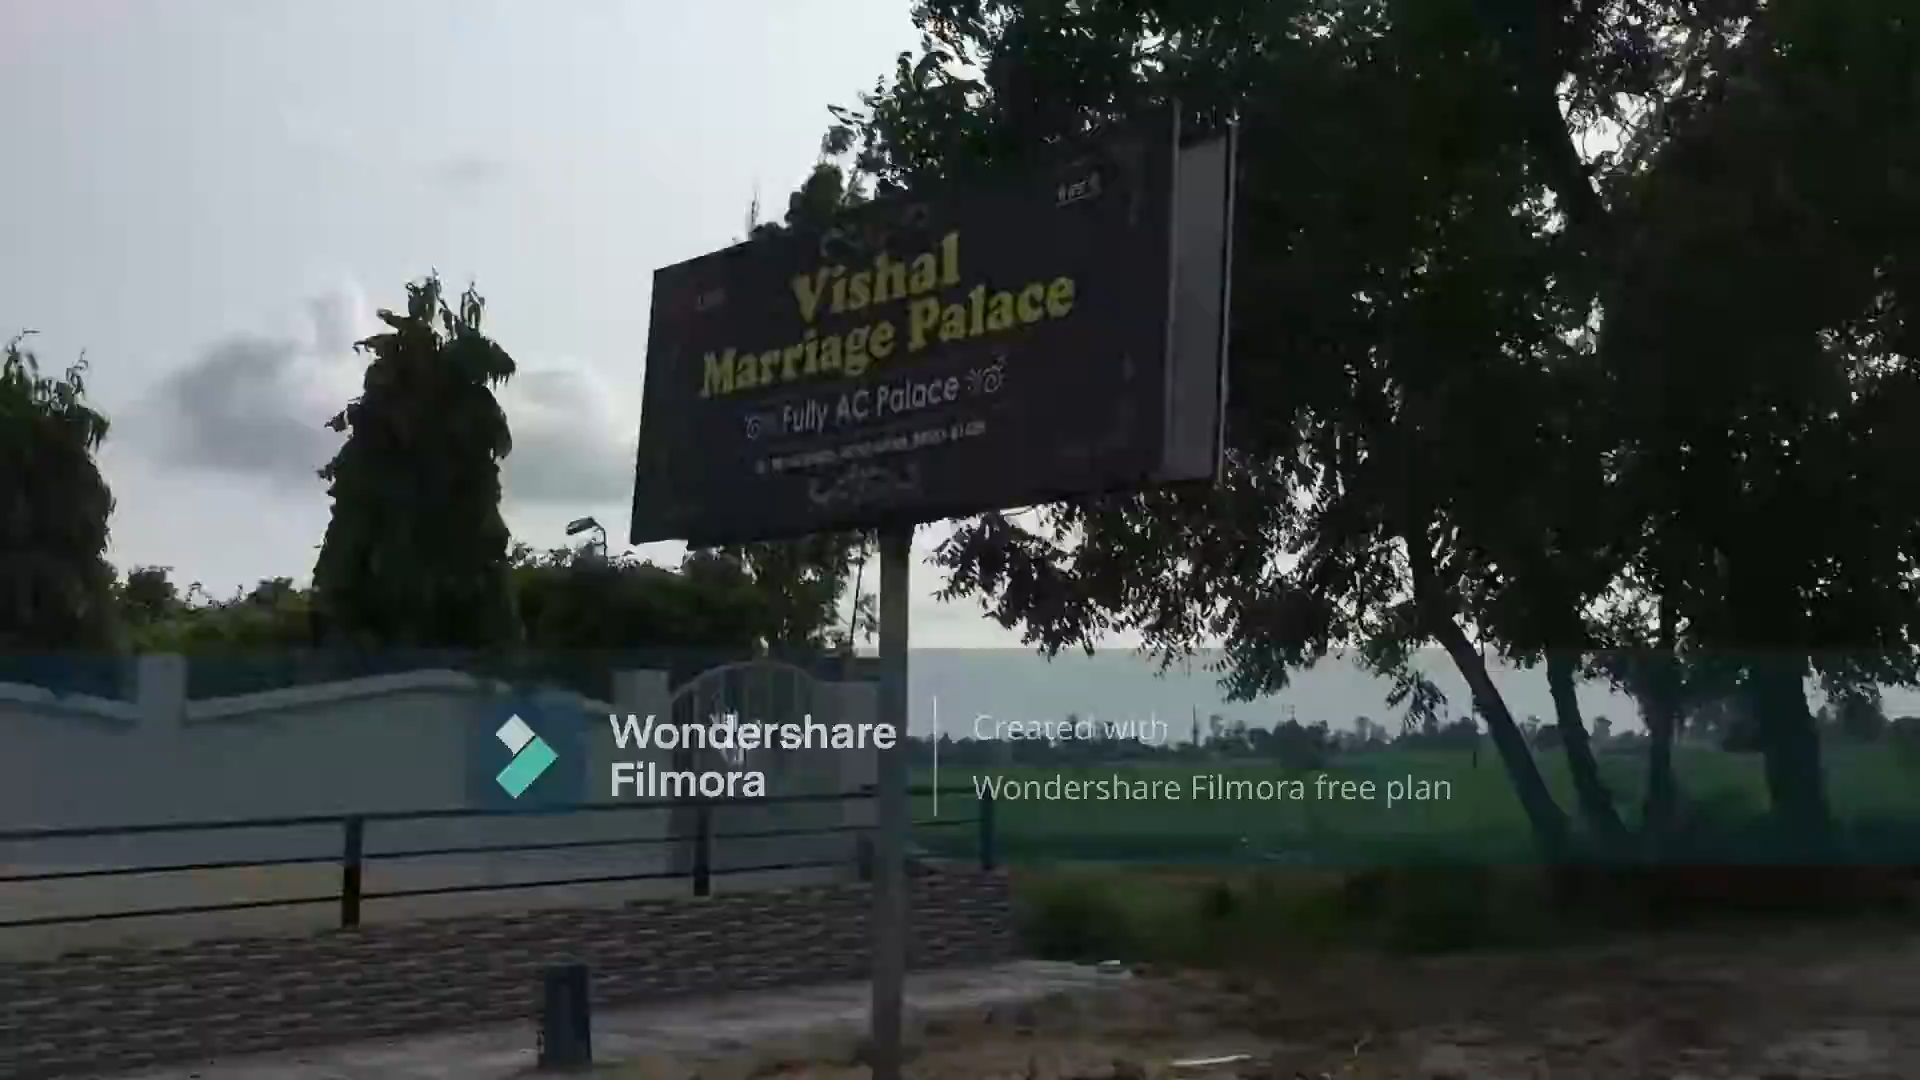 Vishal
Marriage Palace
Fully AC Palace
Wondershare
Filmora
Created with
Wondershare Filmora free plan